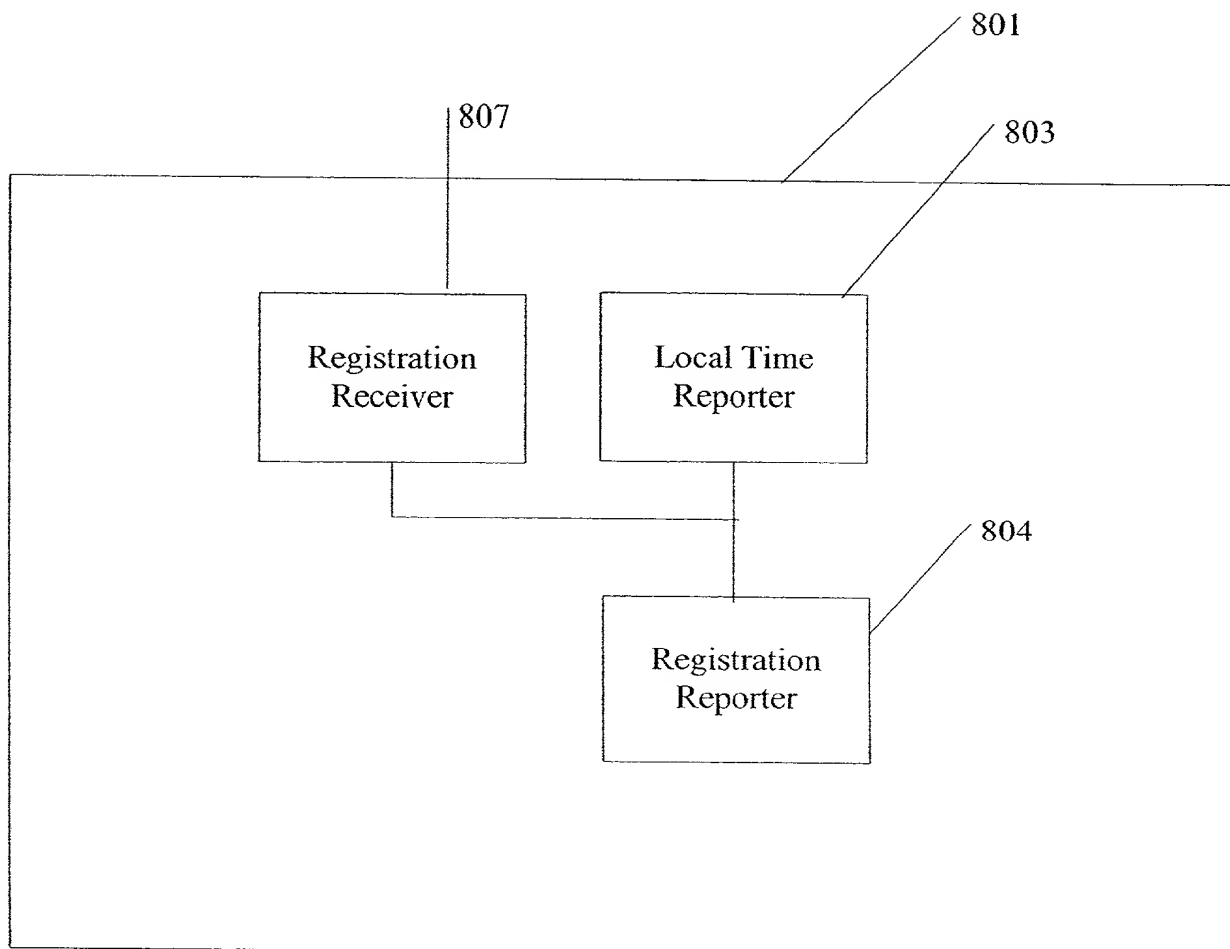 801
807
803
Registration
Receiver
Local Time
Reporter
804
Registration
Reporter